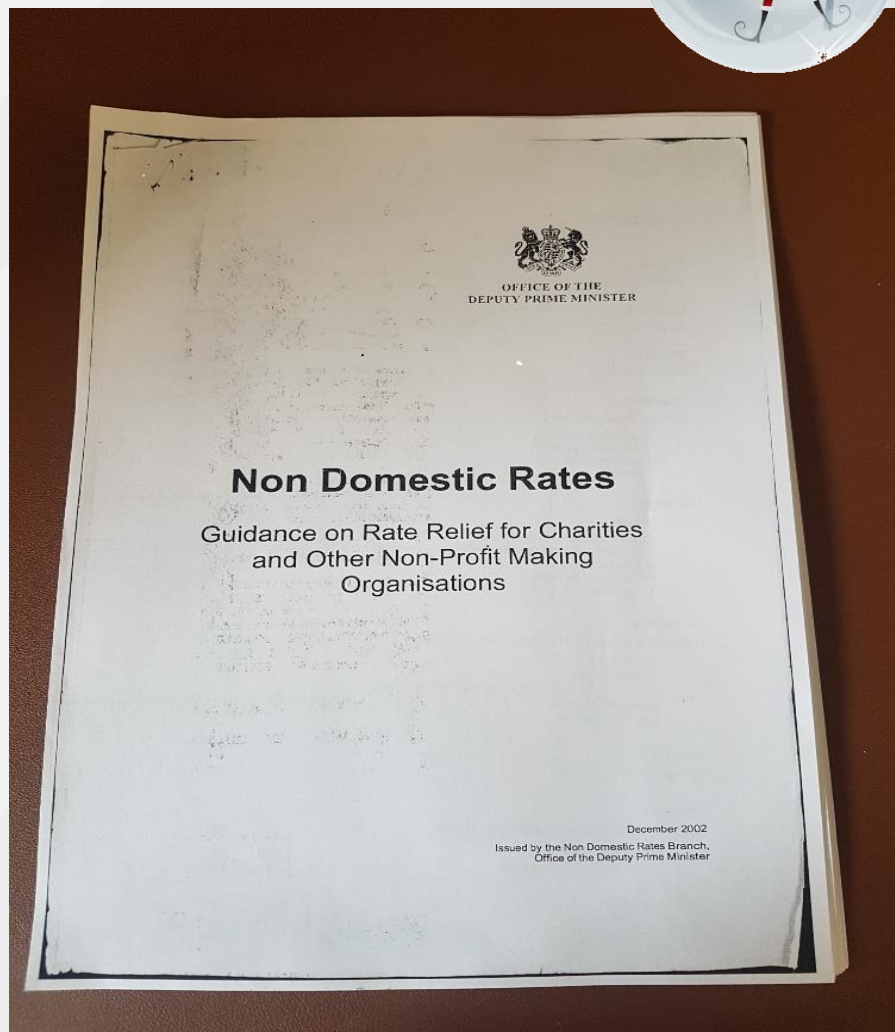 OFFICE OF THE
DEPUTY PRIME MINISTER
Non Domestic Rates
Guidance on Rate Relief for Charities
and Other Non-Profit Making
Organisations
December 2002
Issued by the Non Domestic Rates Branch,
Office of the Deputy Prime Minister